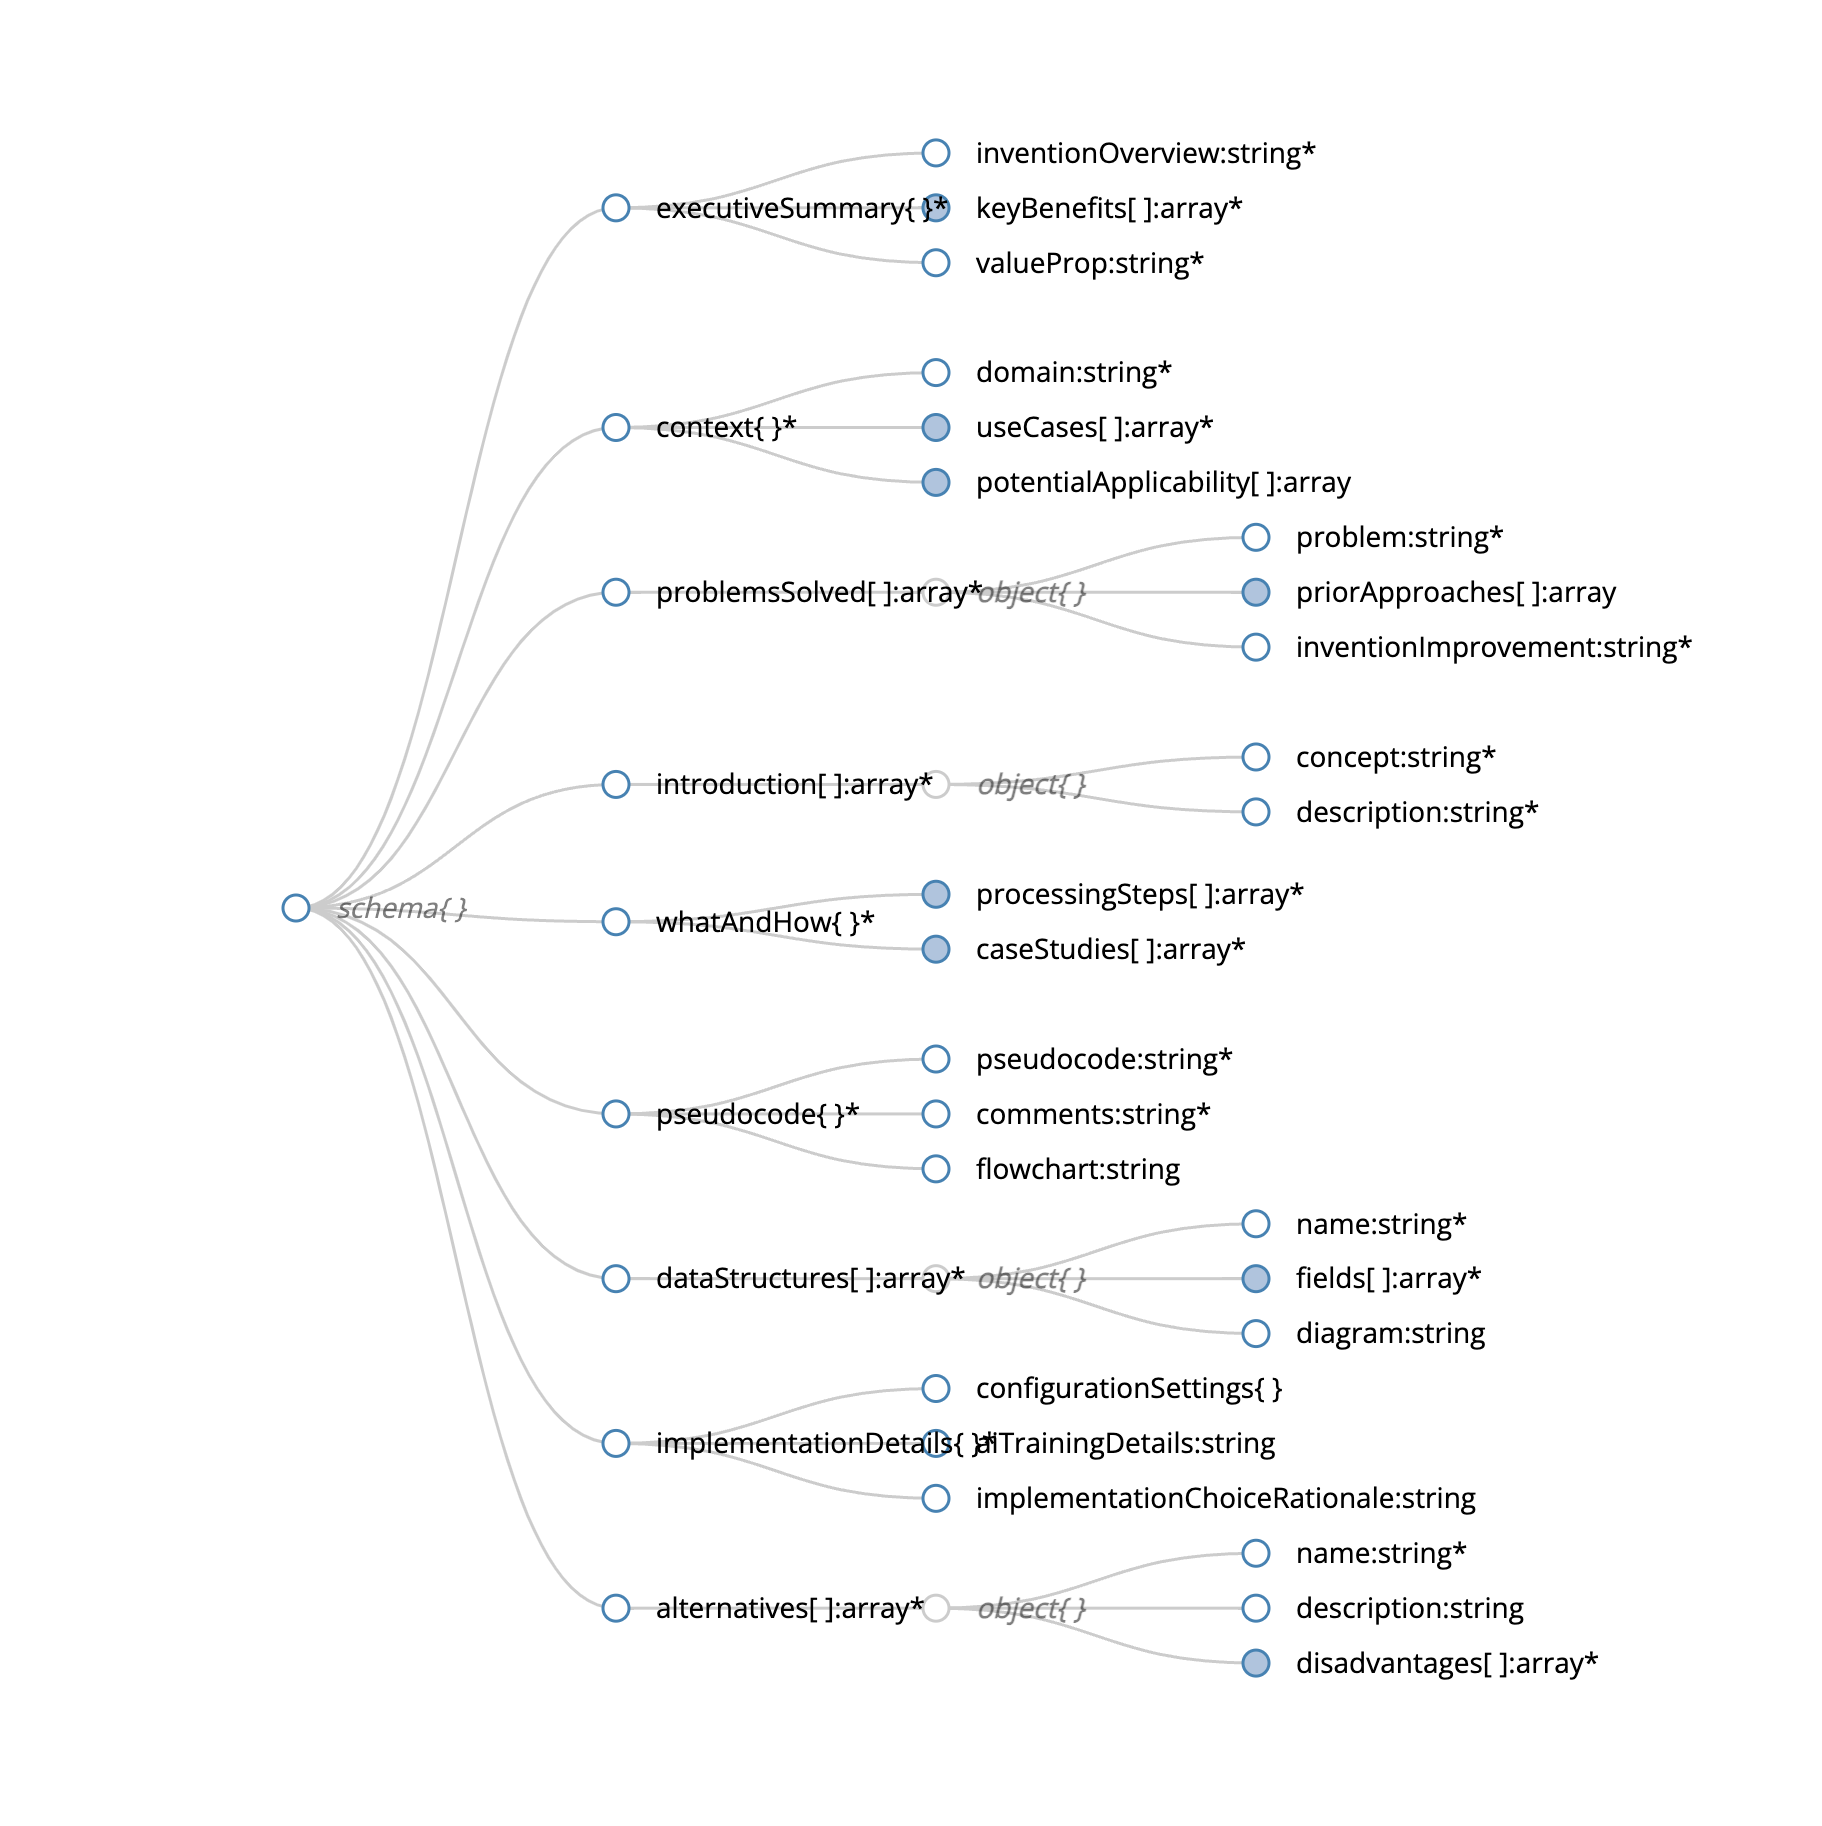 schema{ }
executiveSummary{ }*
inventionOverview:string*
keyBenefits[ ]:array*
valueProp:string*
context{ }*
domain:string*
useCases[ ]:array*
potentialApplicability[ ]:array
problemsSolved[ ]:array*
object{ }
problem:string*
priorApproaches[ ]:array
inventionImprovement:string*
introduction[ ]:array*
object{ }
concept:string*
description:string*
whatAndHow{ }*
processingSteps[ ]:array*
caseStudies[ ]:array*
pseudocode{ }*
pseudocode:string*
comments:string*
flowchart:string
dataStructures[ ]:array*
object{ }
name:string*
fields[ ]:array*
diagram:string
implementationDetails{ }*
configurationSettings{ }
aiTrainingDetails:string
implementationChoiceRationale:string
alternatives[ ]:array*
object{ }
name:string*
description:string
disadvantages[ ]:array*